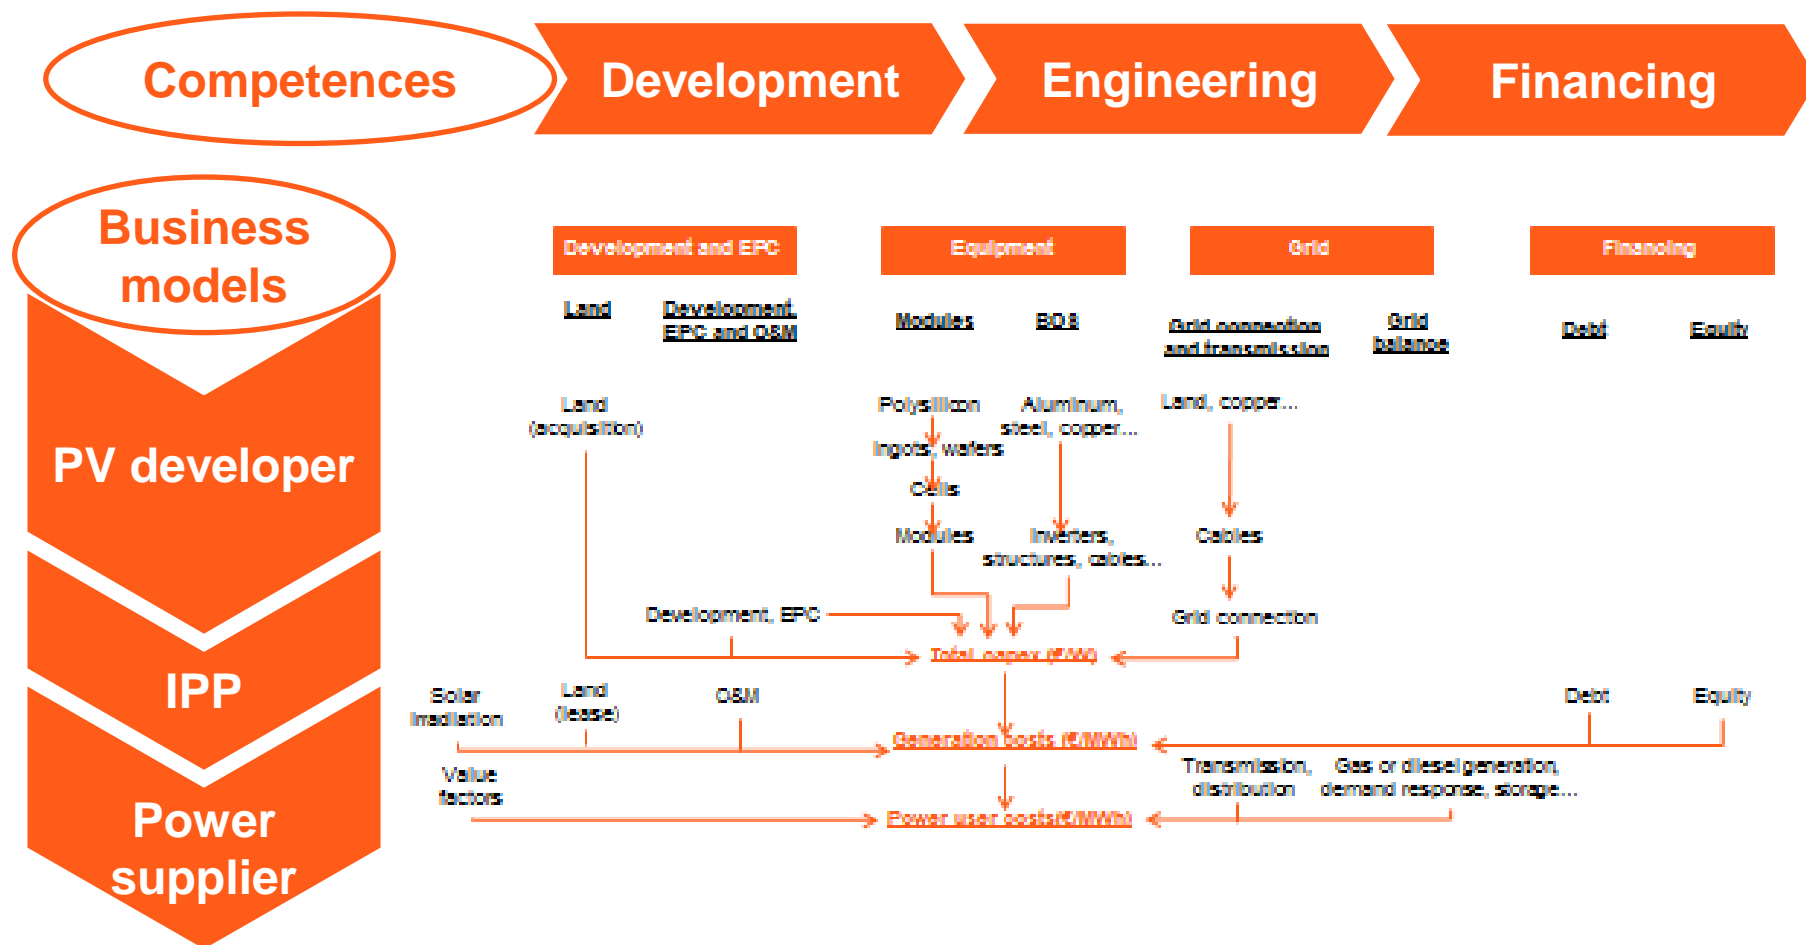 Competences
Development
Engineering
Financing
Business
models
PV developer
IPP
Power
supplier
Development and EPC
Equipment
Grid
Financing
Land
Development,
EPC and O&M
Modules
BOS
Grid connection
and transmission
Grid
balance
Debt
Equity
Land
(acquisition)
Polysilicon
Aluminum,
steel, copper...
Land, copper...
Ingots, wafers
Cells
Modules
Inverters,
structures, cables...
Cables
Development, EPC
Grid connection
Total capex (€/W)
Solar
irradiation
Land
(lease)
O&M
Debt
Equity
Generation costs (€/MWh)
Value
factors
Transmission,
distribution
Gas or diesel generation,
demand response, storage...
Power user costs(€/MWh)